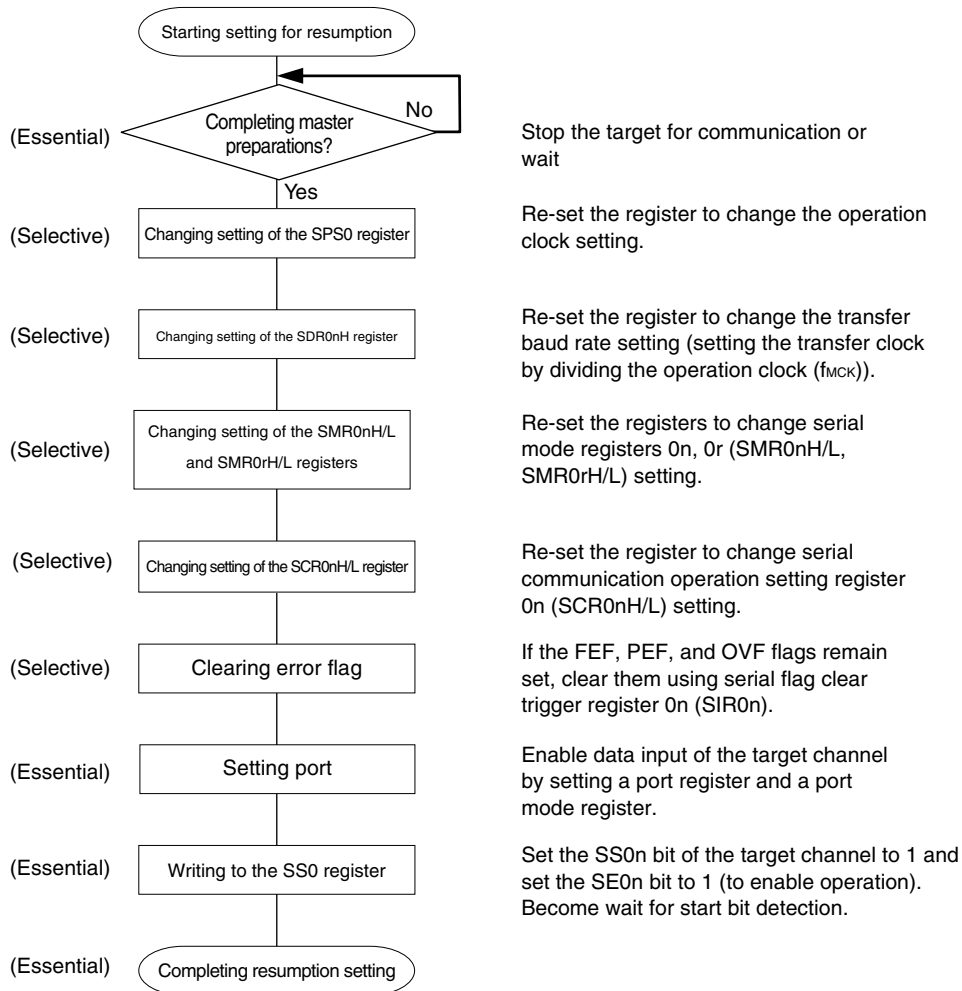 Starting setting for resumption
No
(Essential)
Completing master
preparations?
Stop the target for communication or
wait
Yes
(Selective)
Changing setting of the SPS0 register
Re-set the register to change the operation
clock setting.
(Selective)
Changing setting of the SDR0nH register
Re-set the register to change the transfer
baud rate setting (setting the transfer clock
by dividing the operation clock (fMCK)).
(Selective)
Changing setting of the SMR0nH/L
and SMR0rH/L registers
Re-set the registers to change serial
mode registers 0n, 0r (SMR0nH/L,
SMR0rH/L) setting.
(Selective)
Changing setting of the SCR0nH/L register
Re-set the register to change serial
communication operation setting register
0n (SCR0nH/L) setting.
(Selective)
Clearing error flag
If the FEF, PEF, and OVF flags remain
set, clear them using serial flag clear
trigger register 0n (SIR0n).
(Essential)
Setting port
Enable data input of the target channel
by setting a port register and a port
mode register.
(Essential)
Writing to the SS0 register
Set the SS0n bit of the target channel to 1 and
set the SE0n bit to 1 (to enable operation).
Become wait for start bit detection.
(Essential)
Completing resumption setting